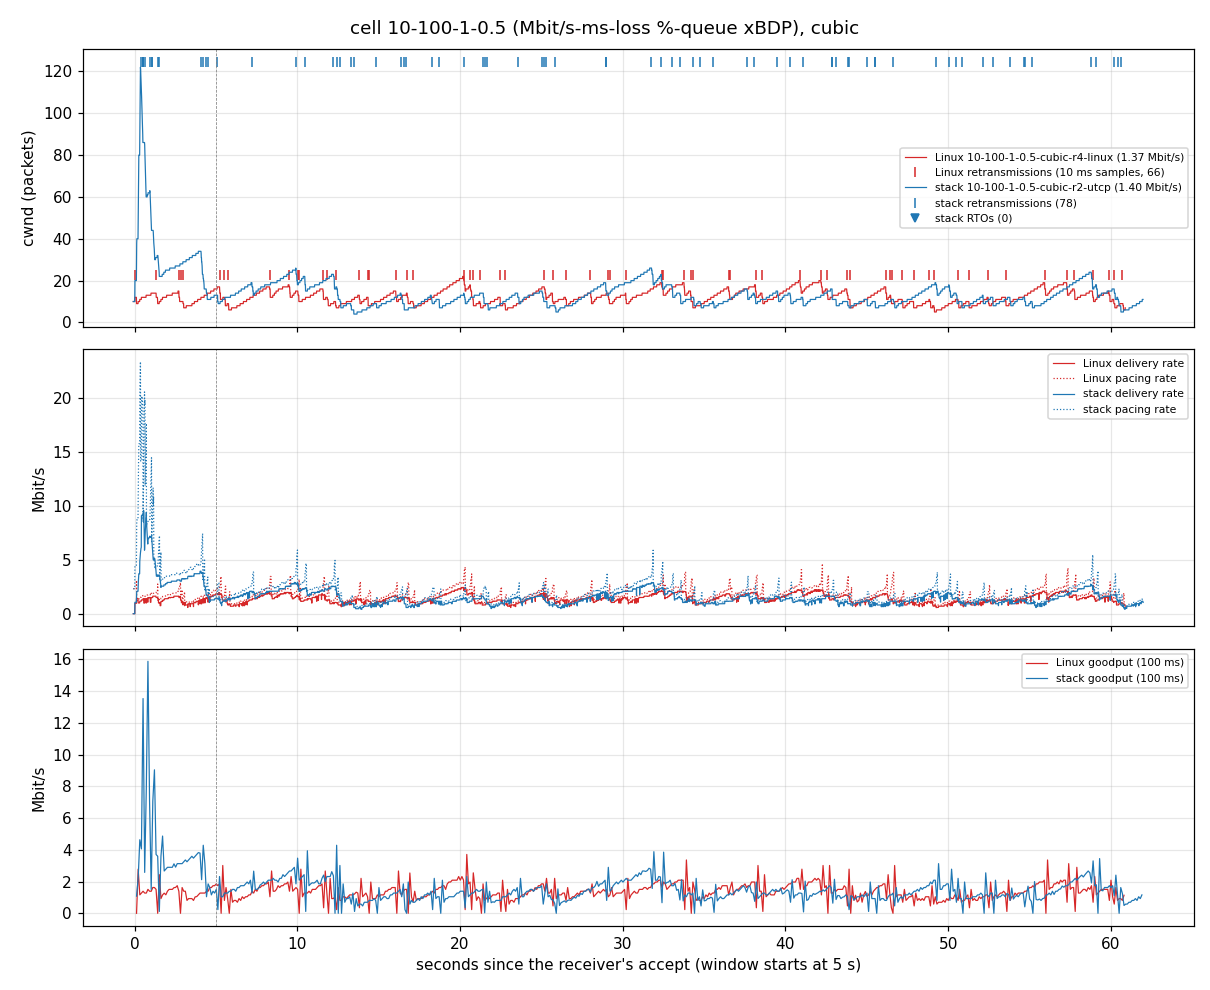 cell 10-100-1-0.5 (Mbit/s-ms-loss %-queue xBDP), cubic
cwnd (packets)
120
100
80
60
40
20
0
Linux 10-100-1-0.5-cubic-r4-linux (1.37 Mbit/s)
Linux retransmissions (10 ms samples, 66)
stack 10-100-1-0.5-cubic-r2-utcp (1.40 Mbit/s)
stack retransmissions (78)
stack RTOs (0)
Mbit/s
20
15
10
5
0
Linux delivery rate
Linux pacing rate
stack delivery rate
stack pacing rate
Mbit/s
16
14
12
10
8
6
4
2
0
Linux goodput (100 ms)
stack goodput (100 ms)
0 10 20 30 40 50 60
seconds since the receiver's accept (window starts at 5 s)